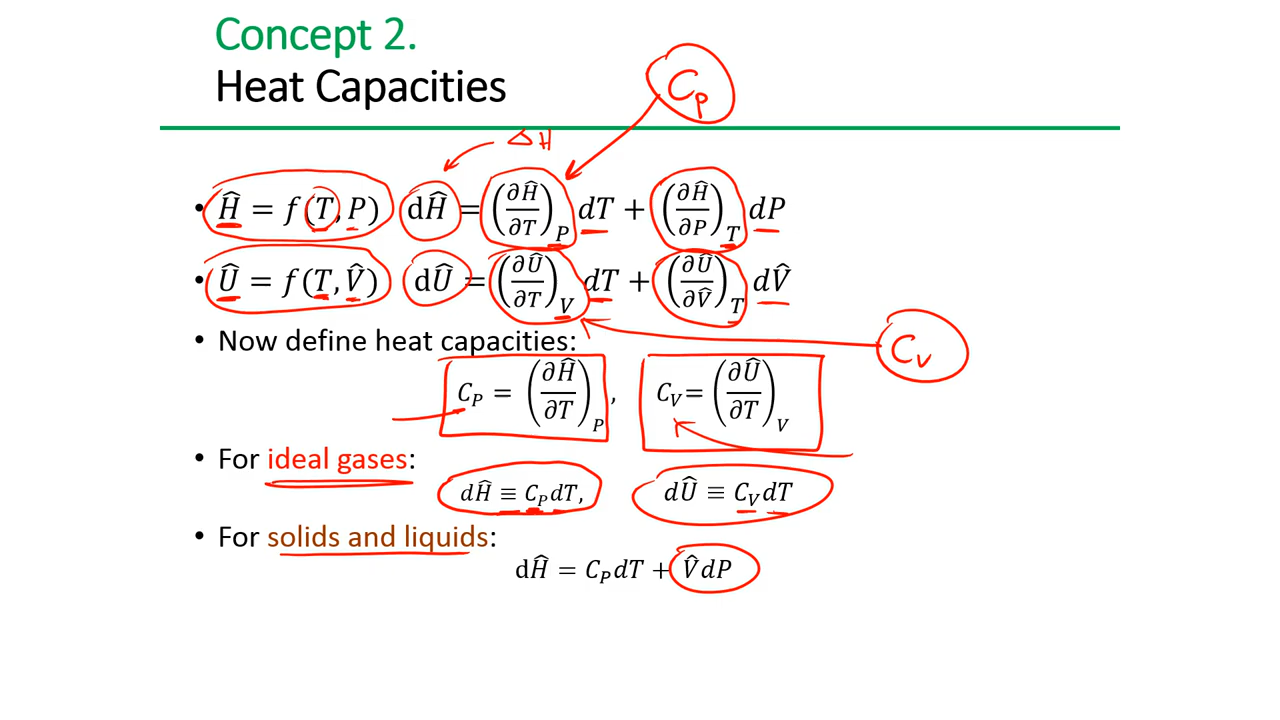 Concept 2.
Heat Capacities
C_p
ΔH
• Ĥ = f(T, P) dĤ = (∂Ĥ/∂T)_P dT + (∂Ĥ/∂P)_T dP
• Û = f(T, V̂) dÛ = (∂Û/∂T)_V dT + (∂Û/∂V̂)_T dV̂
• Now define heat capacities:
C_v
C_P = (∂Ĥ/∂T)_P, C_V= (∂Û/∂T)_V
• For ideal gases:
dĤ ≡ C_P dT, dÛ ≡ C_V dT
• For solids and liquids:
dĤ = C_P dT + V̂dP